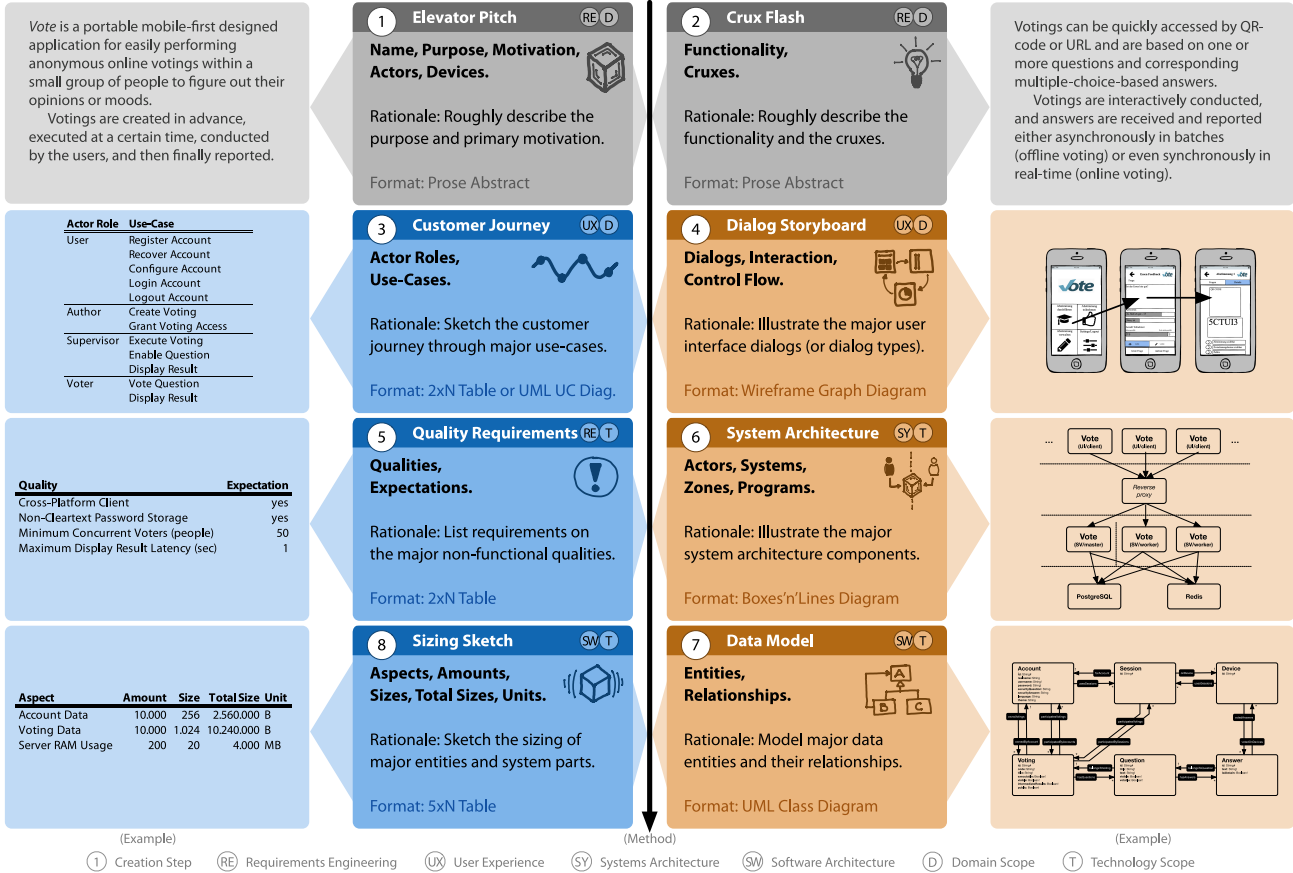 Vote is a portable mobile-first designed
application for easily performing
anonymous online votings within a
small group of people to figure out their
opinions or moods.
Votings are created in advance,
executed at a certain time, conducted
by the users, and then finally reported.
1 Elevator Pitch RE D
Name, Purpose, Motivation,
Actors, Devices.
Rationale: Roughly describe the
purpose and primary motivation.
Format: Prose Abstract
2 Crux Flash RE D
Functionality,
Cruxes.
Rationale: Roughly describe the
functionality and the cruxes.
Format: Prose Abstract
Votings can be quickly accessed by QR-
code or URL and are based on one or
more questions and corresponding
multiple-choice-based answers.
Votings are interactively conducted,
and answers are received and reported
either asynchronously in batches
(offline voting) or even synchronously in
real-time (online voting).
Actor Role Use-Case
User Register Account
Recover Account
Configure Account
Login Account
Logout Account
Author Create Voting
Grant Voting Access
Supervisor Execute Voting
Enable Question
Display Result
Voter Vote Question
Display Result
3 Customer Journey UX D
Actor Roles,
Use-Cases.
Rationale: Sketch the customer
journey through major use-cases.
Format: 2xN Table or UML UC Diag.
4 Dialog Storyboard UX D
Dialogs, Interaction,
Control Flow.
Rationale: Illustrate the major user
interface dialogs (or dialog types).
Format: Wireframe Graph Diagram
Vote
5CTUI3
Quality Expectation
Cross-Platform Client yes
Non-Cleartext Password Storage yes
Minimum Concurrent Voters (people) 50
Maximum Display Result Latency (sec) 1
5 Quality Requirements RE T
Qualities,
Expectations.
Rationale: List requirements on
the major non-functional qualities.
Format: 2xN Table
6 System Architecture SY T
Actors, Systems,
Zones, Programs.
Rationale: Illustrate the major
system architecture components.
Format: Boxes'n'Lines Diagram
... Vote Vote Vote ...
(UI/client) (UI/client) (UI/client)
Reverse
proxy
Vote Vote Vote
(SV/master) (SV/worker) (SV/worker)
PostgreSQL Redis
Aspect Amount Size Total Size Unit
Account Data 10.000 256 2.560.000 B
Voting Data 10.000 1.024 10.240.000 B
Server RAM Usage 200 20 4.000 MB
8 Sizing Sketch SW T
Aspects, Amounts,
Sizes, Total Sizes, Units.
Rationale: Sketch the sizing of
major entities and system parts.
Format: 5xN Table
7 Data Model SW T
Entities,
Relationships.
A
B C
Rationale: Model major data
entities and their relationships.
Format: UML Class Diagram
Account Session Device
Voting Question Answer
(Example) (Method) (Example)
1 Creation Step RE Requirements Engineering UX User Experience SY Systems Architecture SW Software Architecture D Domain Scope T Technology Scope